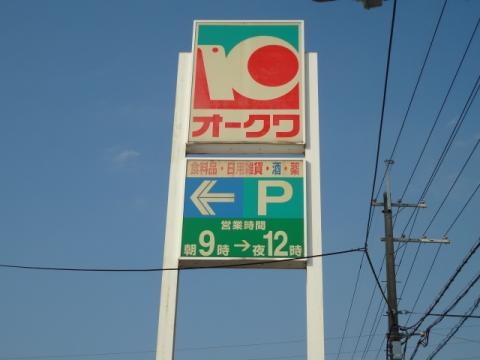 オークワ
食料品・日用雑貨・酒・薬
P
営業時間
朝9時→夜12時